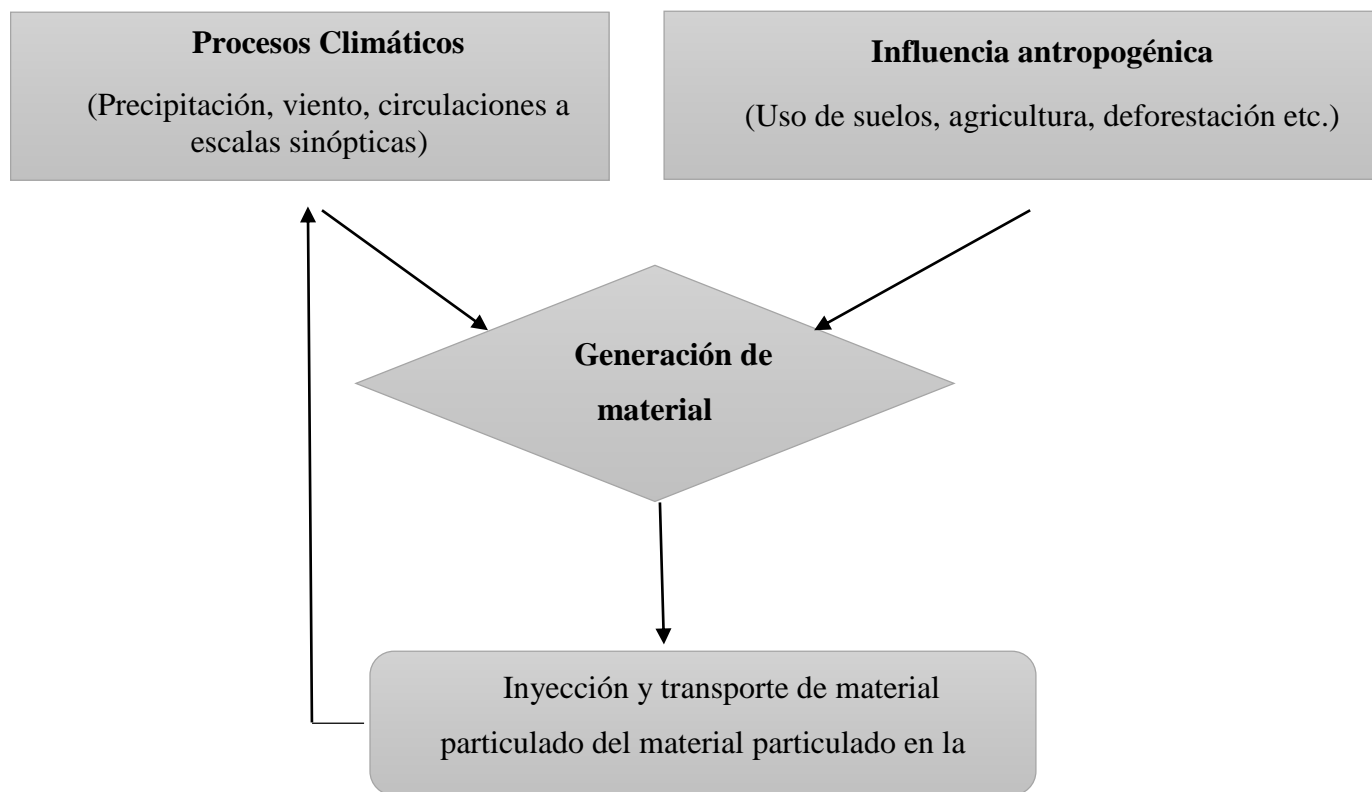 Procesos Climáticos
(Precipitación, viento, circulaciones a
escalas sinópticas)
Influencia antropogénica
(Uso de suelos, agricultura, deforestación etc.)
Generación de
material
Inyección y transporte de material
particulado del material particulado en la